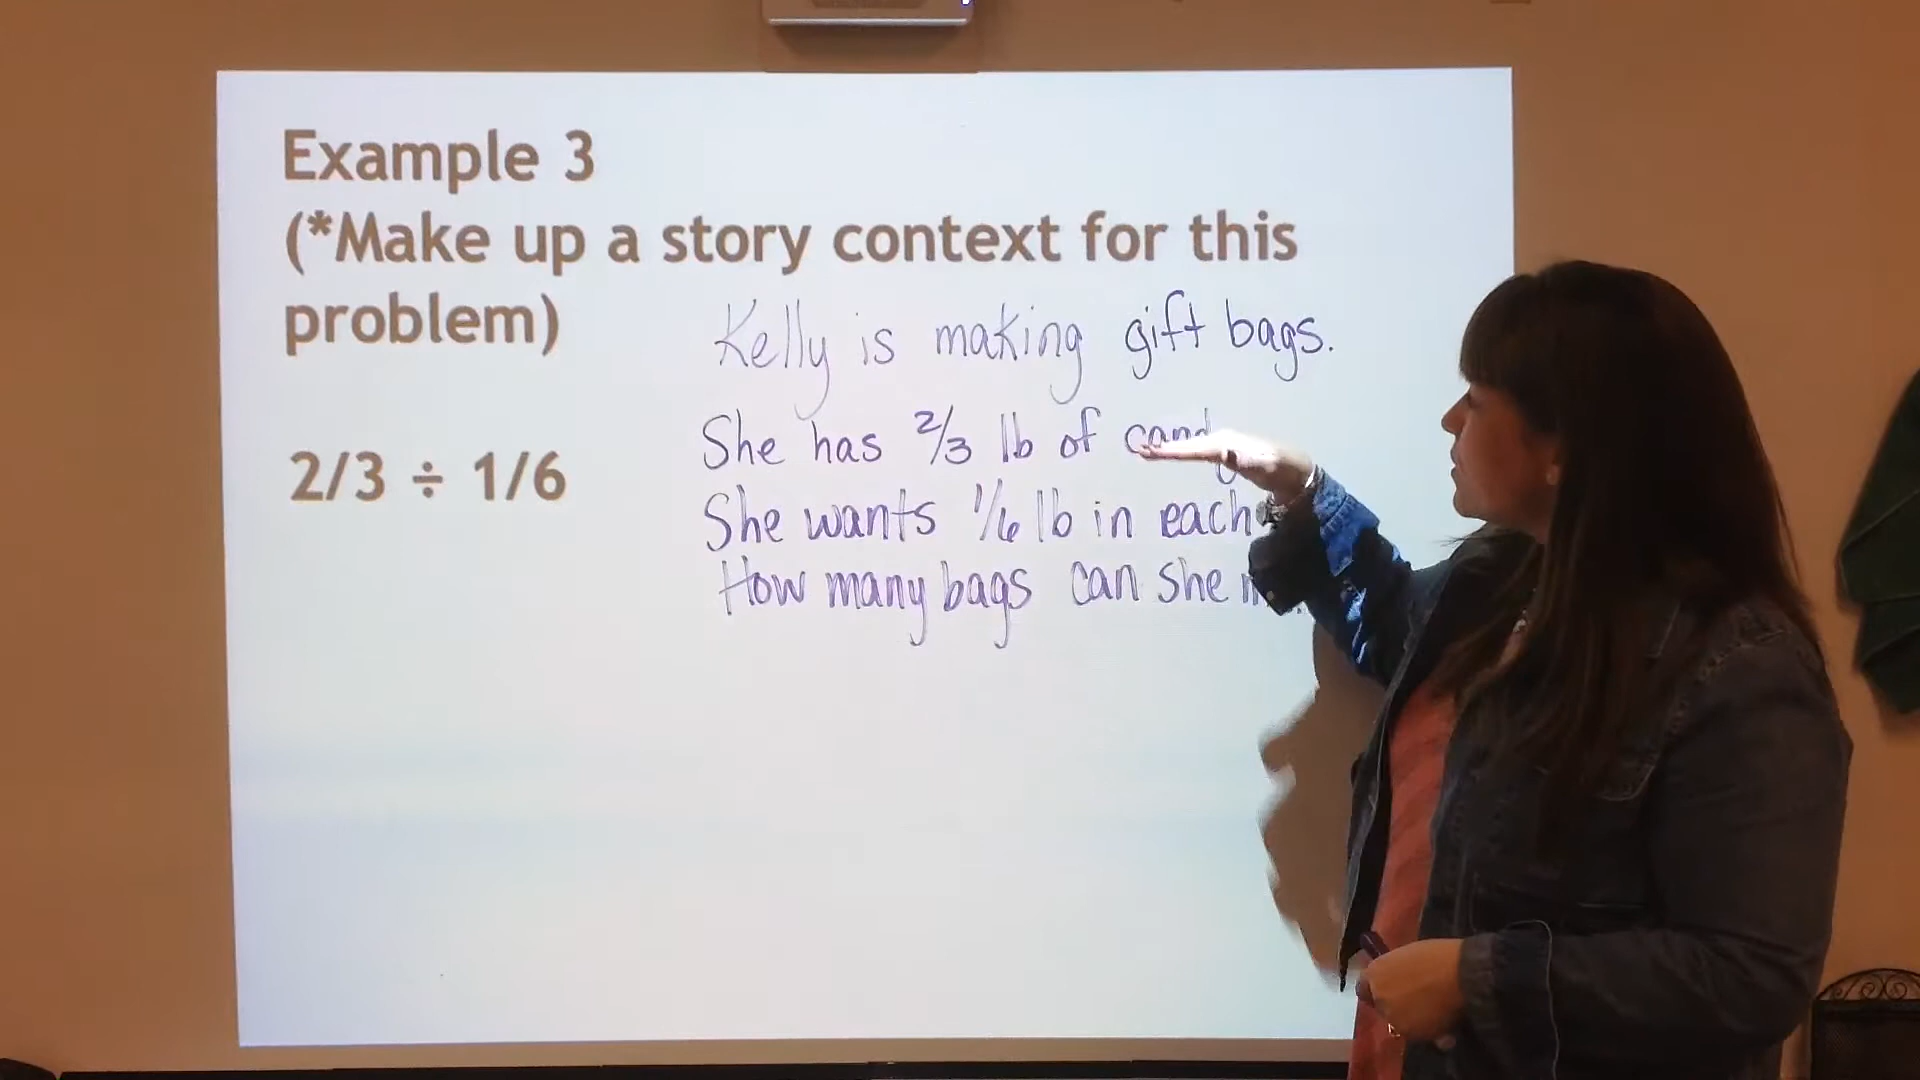 Example 3
(*Make up a story context for this
problem)
2/3 ÷ 1/6
Kelly is making gift bags.
She has 2/3 lb of
She wants 1/6 lb in each
How many bags can she